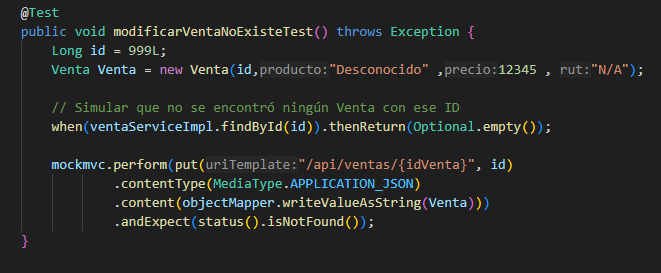 @Test
public void modificarVentaNoExisteTest() throws Exception {
    Long id = 999L;
    Venta Venta = new Venta(id,producto:"Desconocido" ,precio:12345 , rut:"N/A");

    // Simular que no se encontró ningún Venta con ese ID
    when(ventaServiceImpl.findById(id)).thenReturn(Optional.empty());

    mockmvc.perform(put(uriTemplate:"/api/ventas/{idVenta}", id)
            .contentType(MediaType.APPLICATION_JSON)
            .content(objectMapper.writeValueAsString(Venta)))
            .andExpect(status().isNotFound());
}